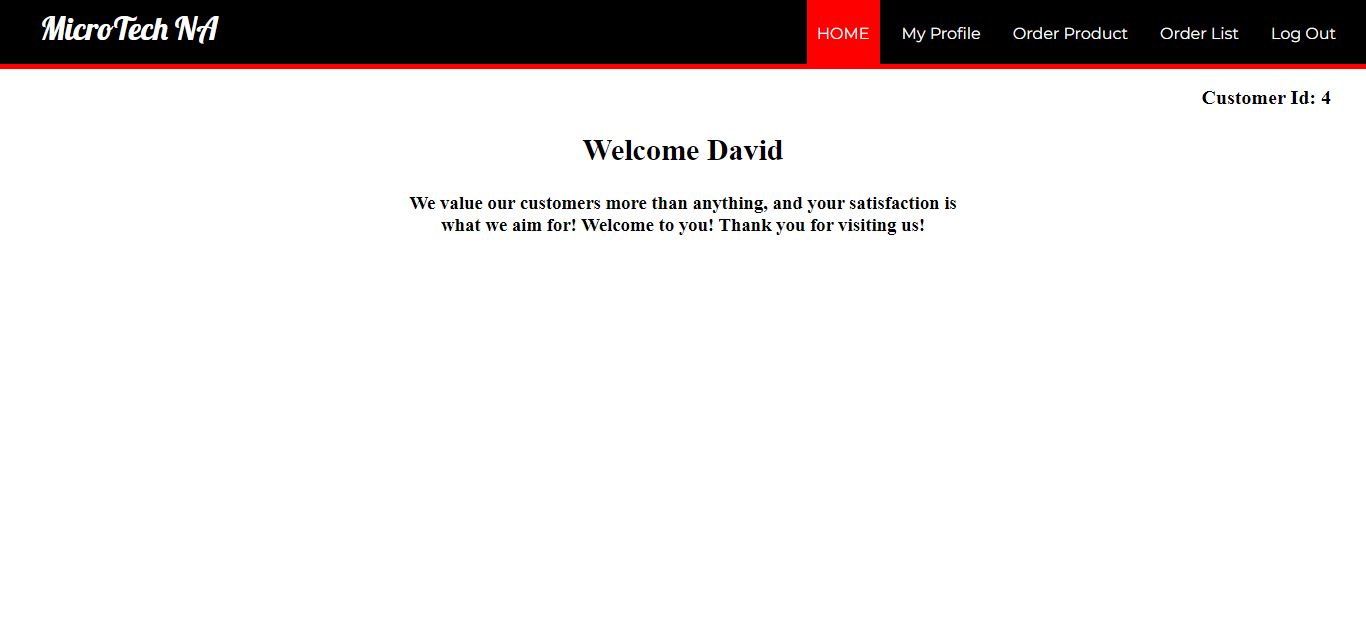 MicroTech NA
HOME My Profile Order Product Order List Log Out
Customer Id: 4
Welcome David
We value our customers more than anything, and your satisfaction is
what we aim for! Welcome to you! Thank you for visiting us!